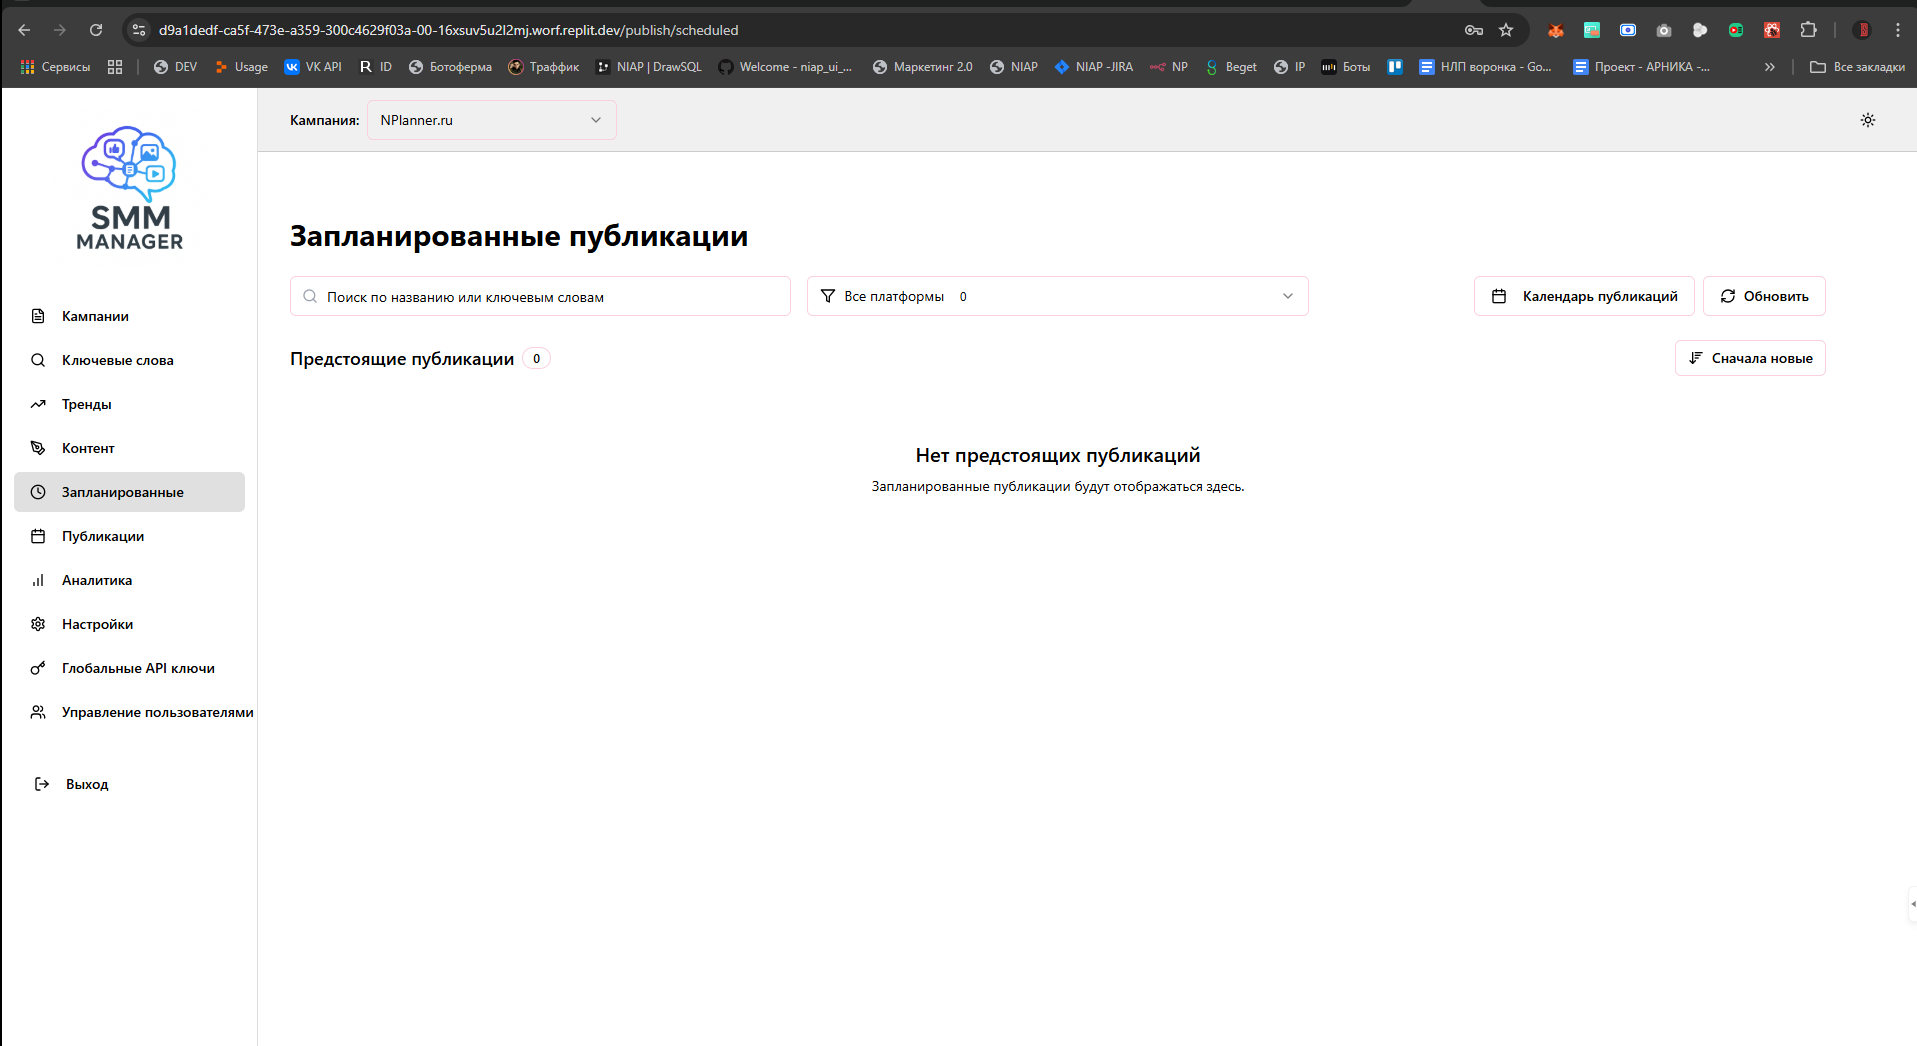 d9a1dedf-ca5f-473e-a359-300c4629f03a-00-16xsuv5u2l2mj.worf.replit.dev/publish/scheduled
Сервисы DEV Usage VK API ID Ботоферма Траффик NIAP | DrawSQL Welcome - niap_ui_... Маркетинг 2.0 NIAP NIAP -JIRA NP Beget IP Боты НЛП воронка - Go... Проект - АРНИКА -... Все закладки
Кампания: NPlanner.ru
SMM
MANAGER
Кампании
Ключевые слова
Тренды
Контент
Запланированные
Публикации
Аналитика
Настройки
Глобальные API ключи
Управление пользователями
Выход
Запланированные публикации
Поиск по названию или ключевым словам
Все платформы 0
Календарь публикаций
Обновить
Предстоящие публикации 0
Сначала новые
Нет предстоящих публикаций
Запланированные публикации будут отображаться здесь.